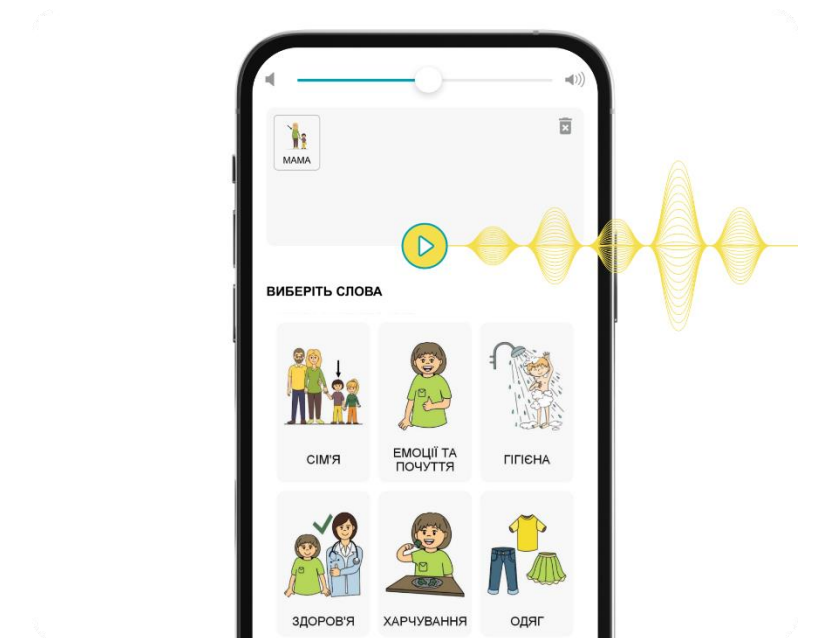 МАМА
ВИБЕРІТЬ СЛОВА
СІМ'Я
ЕМОЦІЇ ТА
ПОЧУТТЯ
ГІГІЄНА
ЗДОРОВ'Я
ХАРЧУВАННЯ
ОДЯГ